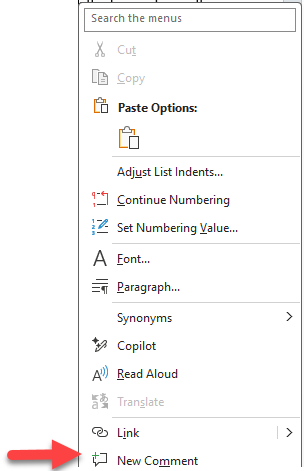 Search the menus
Cut
Copy
Paste Options:
Adjust List Indents...
Continue Numbering
Set Numbering Value...
Font...
Paragraph...
Synonyms
Copilot
Read Aloud
Translate
Link
New Comment